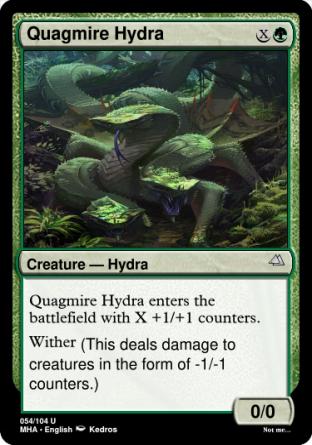 Quagmire Hydra X
Creature — Hydra
Quagmire Hydra enters the
battlefield with X +1/+1 counters.
Wither (This deals damage to
creatures in the form of -1/-1
counters.)
0/0
054/104 U
MHA • English Kedros
Not me...